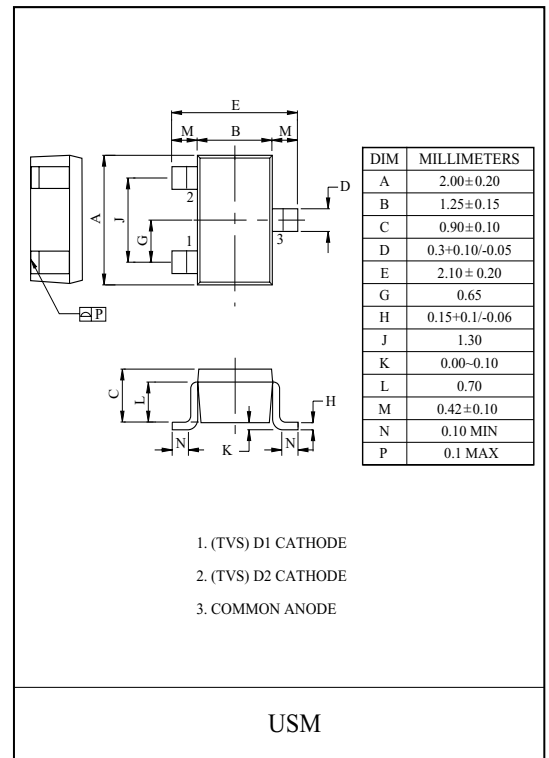 E
M B M
D
A
J
G
2
1
3
P
C
L
H
N
K
N
DIM MILLIMETERS
A 2.00±0.20
B 1.25±0.15
C 0.90±0.10
D 0.3+0.10/-0.05
E 2.10±0.20
G 0.65
H 0.15+0.1/-0.06
J 1.30
K 0.00~0.10
L 0.70
M 0.42±0.10
N 0.10 MIN
P 0.1 MAX
1. (TVS) D1 CATHODE
2. (TVS) D2 CATHODE
3. COMMON ANODE
USM